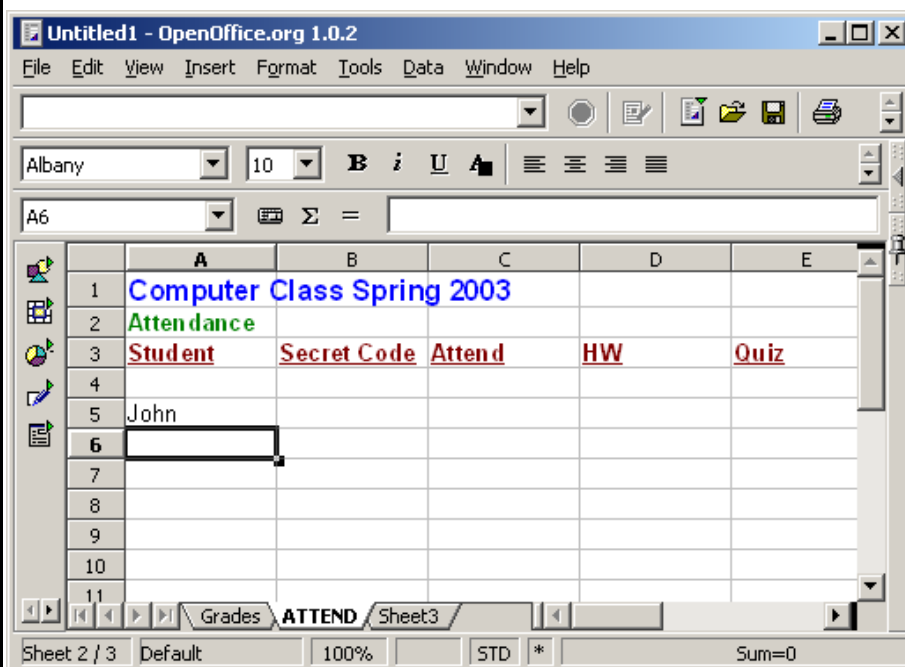 Untitled1 - OpenOffice.org 1.0.2
File Edit View Insert Format Tools Data Window Help
Albany 10 B i U A
A6 Σ =
A B C D E
1 Computer Class Spring 2003
2 Attendance
3 Student Secret Code Attend HW Quiz
4
5 John
6
7
8
9
10
11
Grades ATTEND Sheet3
Sheet 2 / 3 Default 100% STD * Sum=0